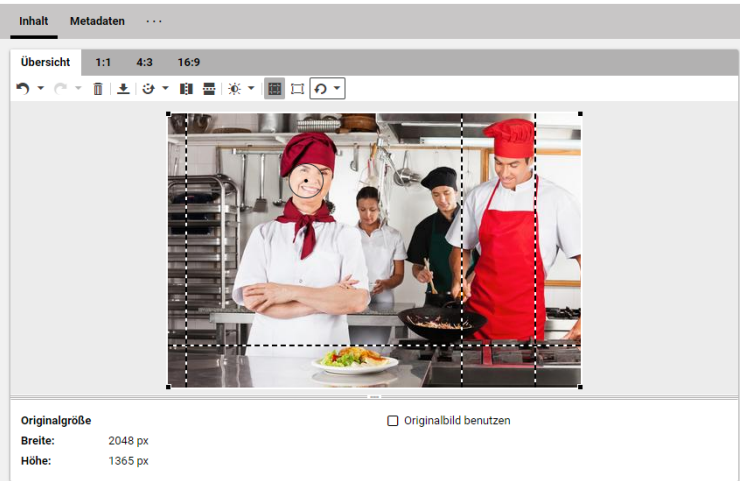 Inhalt Metadaten ···
Übersicht 1:1 4:3 16:9
Originalgröße
Originalbild benutzen
Breite: 2048 px
Höhe: 1365 px